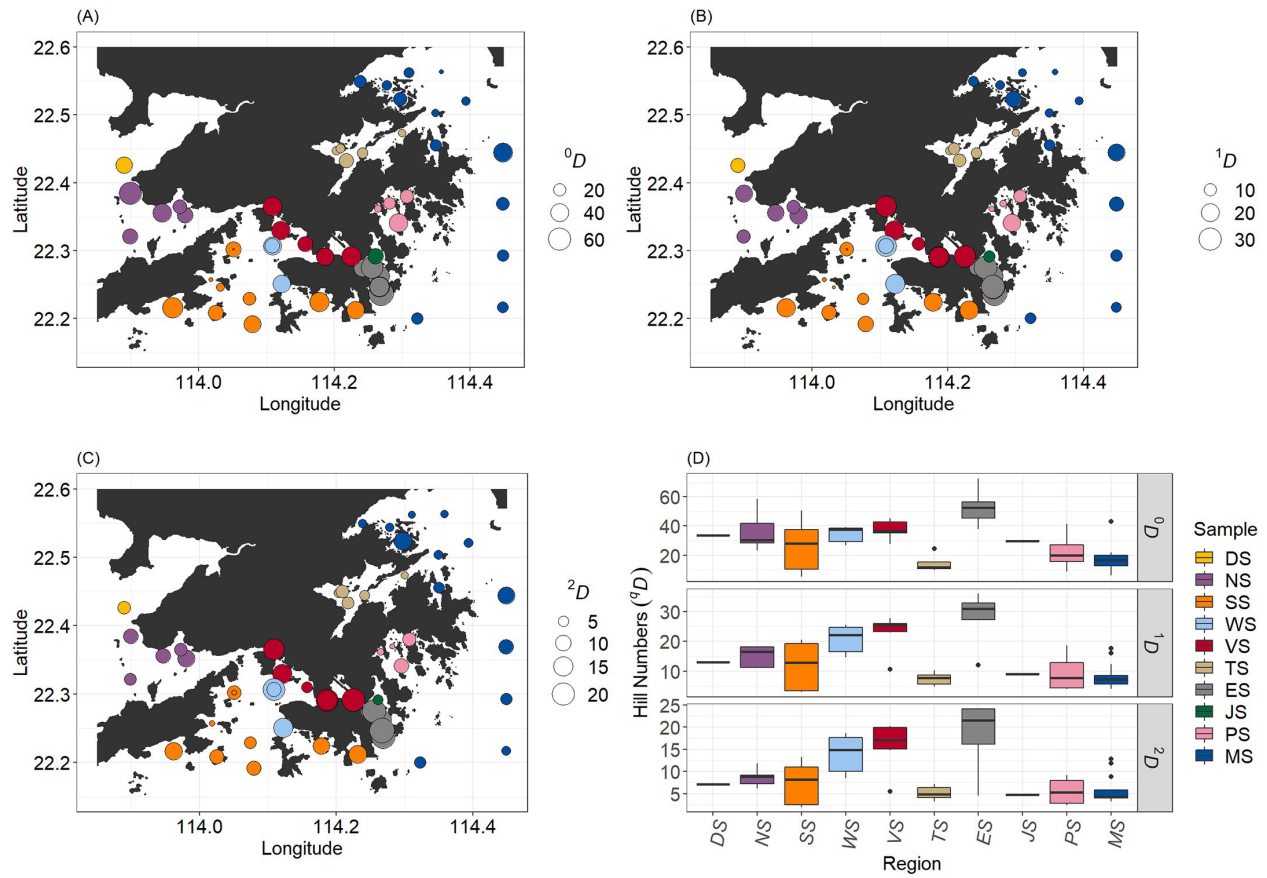 (A)
22.6
22.5
22.4
22.3
22.2
Latitude
114.0
114.2
114.4
Longitude
⁰D
20
40
60
(B)
22.6
22.5
22.4
22.3
22.2
Latitude
114.0
114.2
114.4
Longitude
¹D
10
20
30
(C)
22.6
22.5
22.4
22.3
22.2
Latitude
114.0
114.2
114.4
Longitude
²D
5
10
15
20
(D)
Hill Numbers (qD)
60
40
20
⁰D
30
20
10
¹D
25
20
15
10
5
²D
DS
NS
SS
WS
VS
TS
ES
JS
PS
MS
Region
Sample
DS
NS
SS
WS
VS
TS
ES
JS
PS
MS